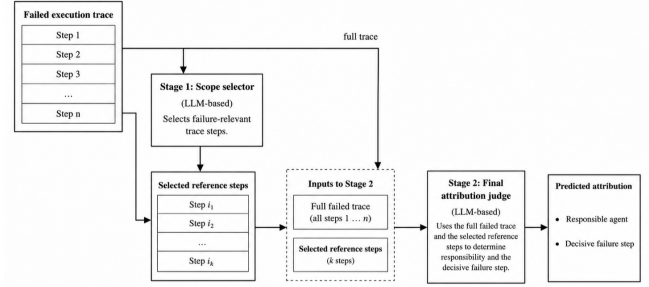 Failed execution trace
Step 1
Step 2
Step 3
...
Step n
full trace
Stage 1: Scope selector
(LLM-based)
Selects failure-relevant
trace steps.
Selected reference steps
Step i₁
Step i₂
...
Step iₖ
Inputs to Stage 2
Full failed trace
(all steps 1 … n)
Selected reference steps
(k steps)
Stage 2: Final
attribution judge
(LLM-based)
Uses the full failed trace
and the selected reference
steps to determine
responsibility and the
decisive failure step.
Predicted attribution
• Responsible agent
• Decisive failure step